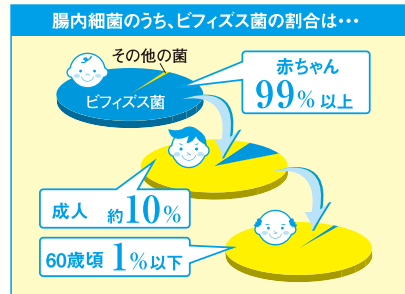 腸内細菌のうち、ビフィズス菌の割合は・・・
その他の菌
ビフィズス菌
赤ちゃん
99%以上
成人 約10%
60歳頃 1%以下